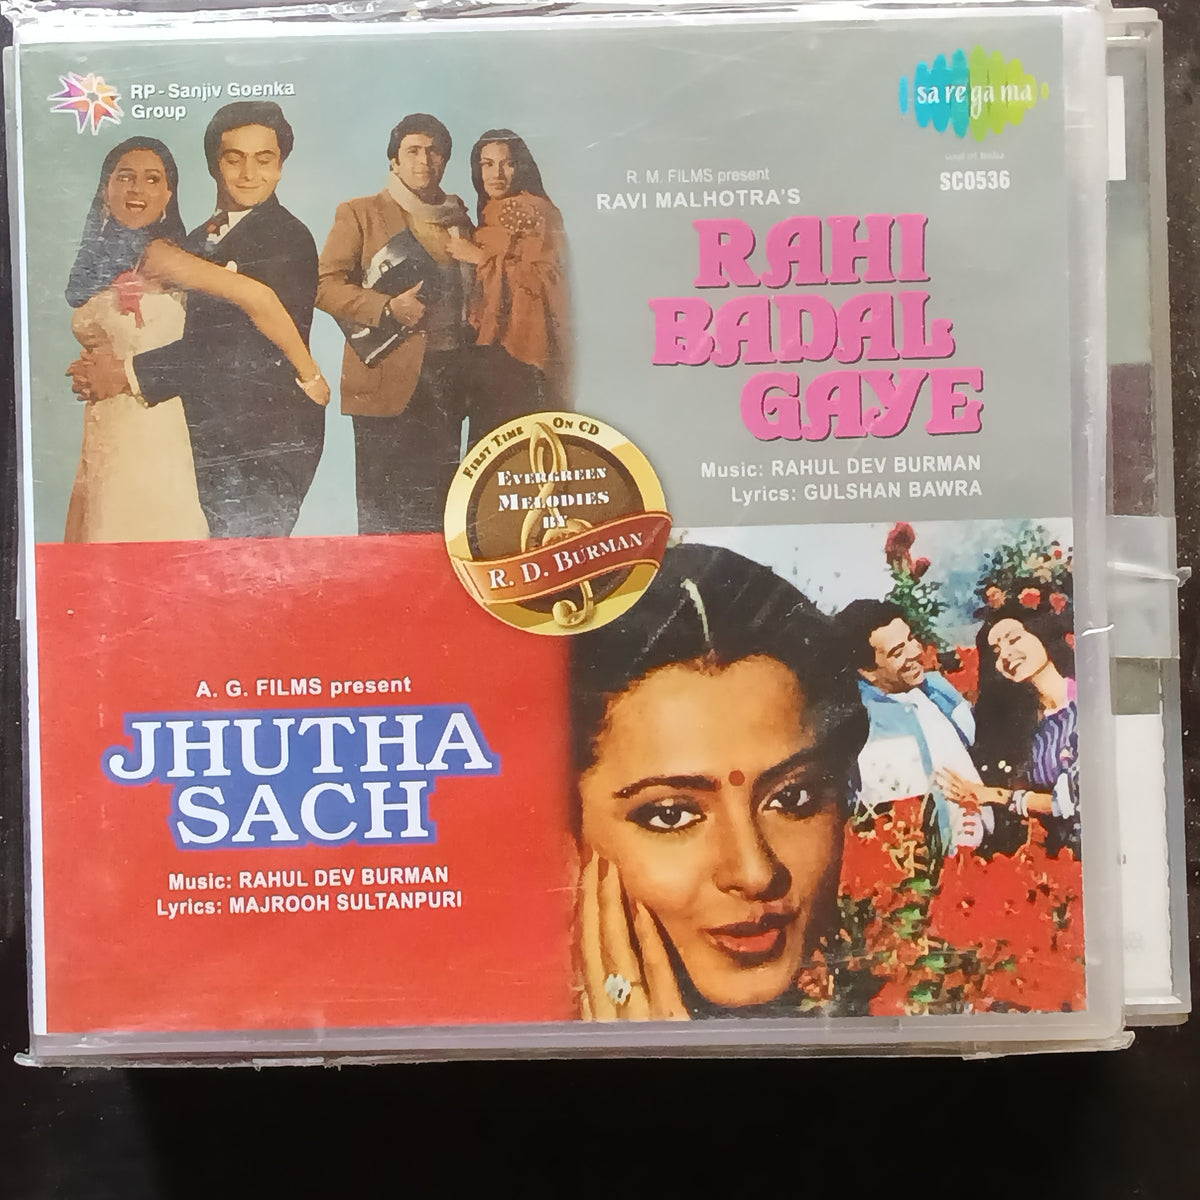 RP - Sanjiv Goenka
Group
sa re ga ma
SC0536
R. M. FILMS present
RAVI MALHOTRA'S
RAHI
BADAL
GAYE
Music: RAHUL DEV BURMAN
Lyrics: GULSHAN BAWRA
FIRST TIME ON CD
EVERGREEN
MELODIES
BY
R. D. BURMAN
A. G. FILMS present
JHUTHA
SACH
Music: RAHUL DEV BURMAN
Lyrics: MAJROOH SULTANPURI